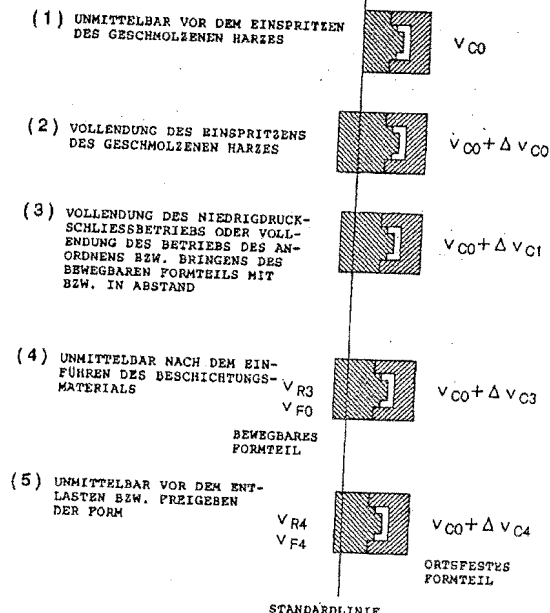 (1) UNMITTELBAR VOR DEM EINSPRITZEN
DES GESCHMOLZENEN HARZES
V C0
(2) VOLLENDUNG DES EINSPRITZENS
DES GESCHMOLZENEN HARZES
V C0 + Δ V C0
(3) VOLLENDUNG DES NIEDRIGDRUCK-
SCHLIESSBETRIEBS ODER VOLL-
ENDUNG DES BETRIEBS DES AN-
ORDNENS BZW. BRINGENS DES
BEWEGBAREN FORMTEILS MIT
BZW. IN ABSTAND
V C0 + Δ V C1
(4) UNMITTELBAR NACH DEM EIN-
FÜHREN DES BESCHICHTUNGS-
MATERIALS
V R3
V F0
V C0 + Δ V C3
BEWEGBARES
FORMTEIL
(5) UNMITTELBAR VOR DEM ENT-
LASTEN BZW. FREIGEBEN
DER FORM
V R4
V F4
V C0 + Δ V C4
ORTSFESTES
FORMTEIL
STANDARDLINIE